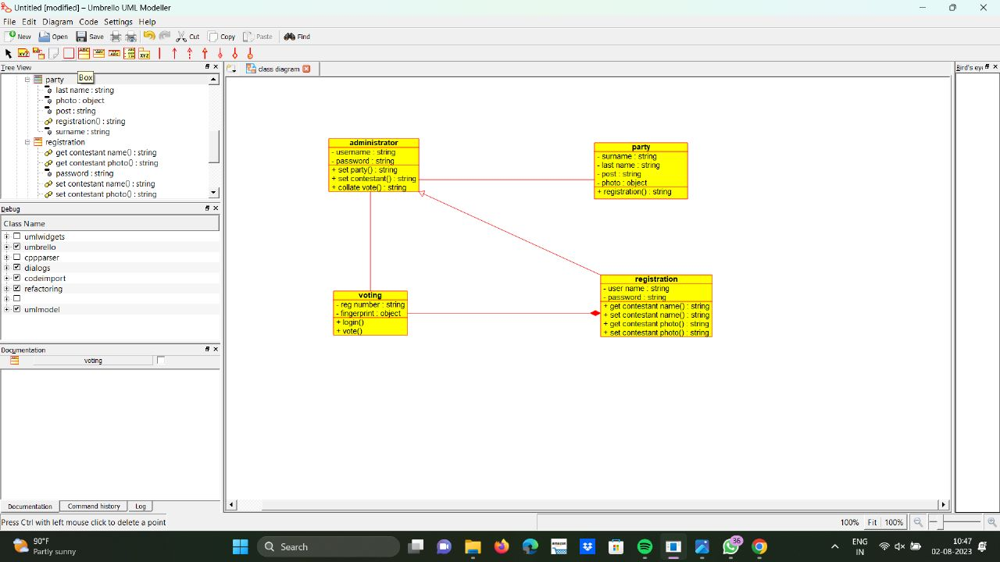 Untitled [modified] – Umbrello UML Modeller
File Edit Diagram Code Settings Help
New Open Save Cut Copy Paste Find
Tree View
Box
party
last name : string
photo : object
post : string
registration() : string
surname : string
registration
get contestant name() : string
get contestant photo() : string
password : string
set contestant name() : string
set contestant photo() : string
Debug
Class Name
umlwidgets
umbrello
cppparser
dialogs
codeimport
refactoring
umlmodel
Documentation
voting
Documentation Command history Log
Press Ctrl with left mouse click to delete a point
class diagram
administrator
- username : string
- password : string
+ set party() : string
+ set contestant() : string
+ collate vote() : string
party
- surname : string
- last name : string
- post : string
- photo : object
+ registration() : string
voting
- reg number : string
- fingerprint : object
+ login()
+ vote()
registration
- user name : string
- password : string
+ get contestant name() : string
+ set contestant name() : string
+ get contestant photo() : string
+ set contestant photo() : string
Bird's eye
100% Fit 100%
90°F
Partly sunny
Search
amazon
36
ENG
IN
10:47
02-08-2023